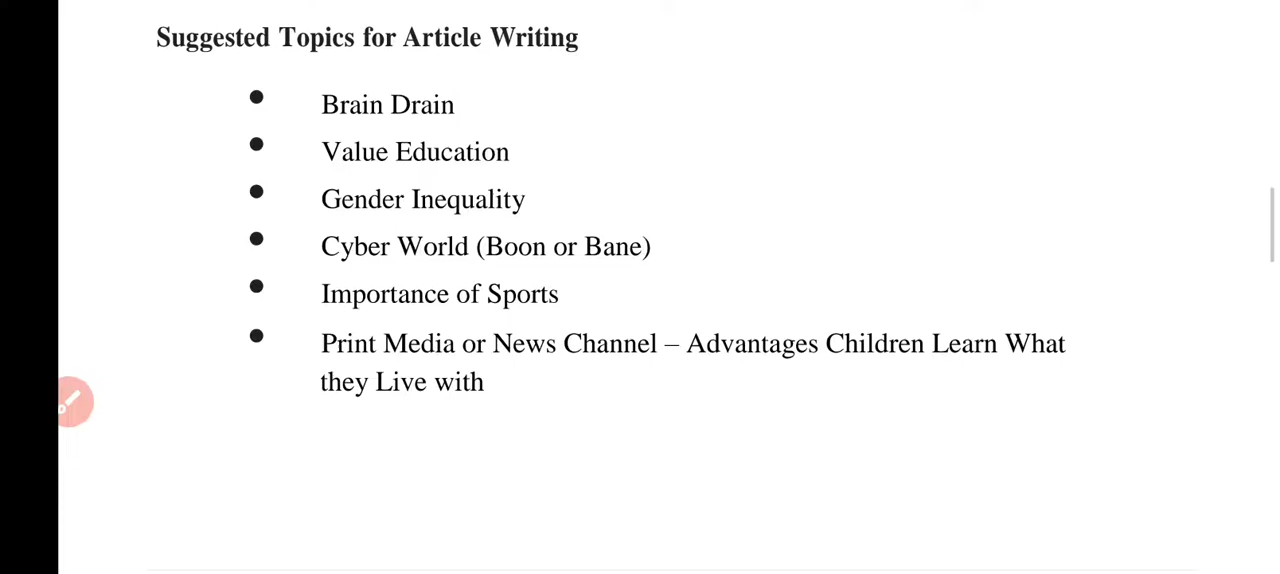 Suggested Topics for Article Writing
• Brain Drain
• Value Education
• Gender Inequality
• Cyber World (Boon or Bane)
• Importance of Sports
• Print Media or News Channel – Advantages Children Learn What
they Live with